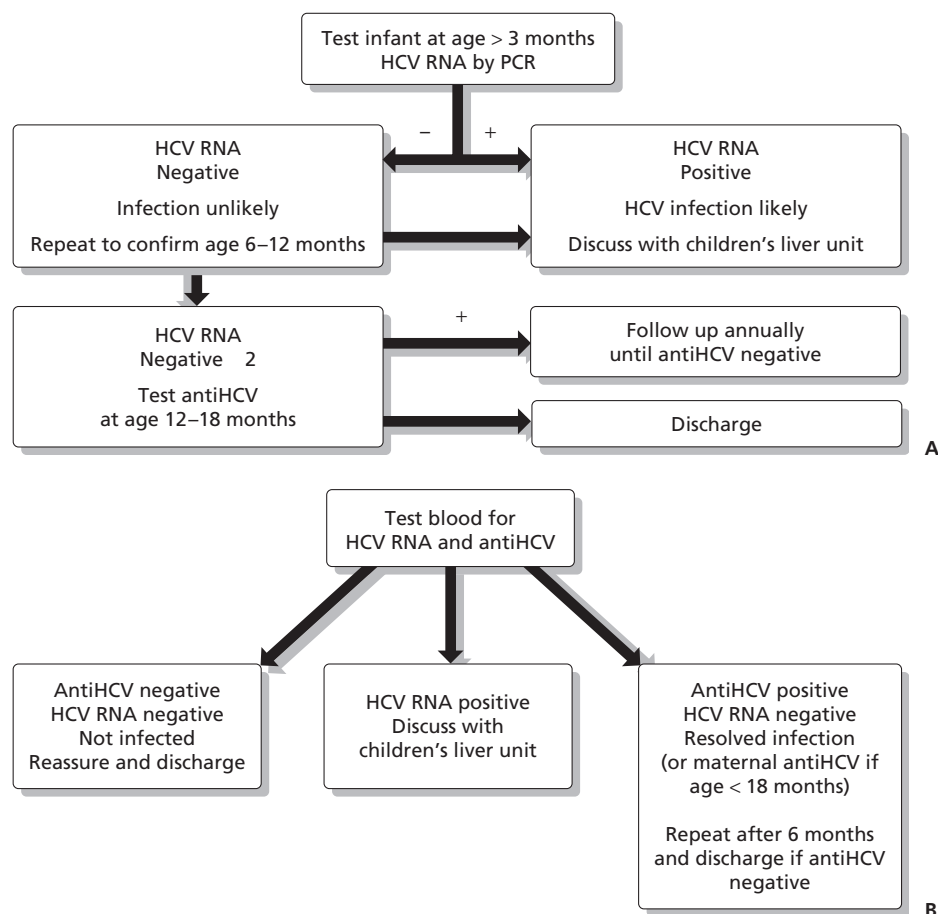 Test infant at age > 3 months
HCV RNA by PCR
–
+
HCV RNA
Negative
Infection unlikely
Repeat to confirm age 6–12 months
HCV RNA
Positive
HCV infection likely
Discuss with children’s liver unit
HCV RNA
Negative 2
Test antiHCV
at age 12–18 months
+
Follow up annually
until antiHCV negative
Discharge
A
Test blood for
HCV RNA and antiHCV
AntiHCV negative
HCV RNA negative
Not infected
Reassure and discharge
HCV RNA positive
Discuss with
children’s liver unit
AntiHCV positive
HCV RNA negative
Resolved infection
(or maternal antiHCV if
age < 18 months)
Repeat after 6 months
and discharge if antiHCV
negative
B